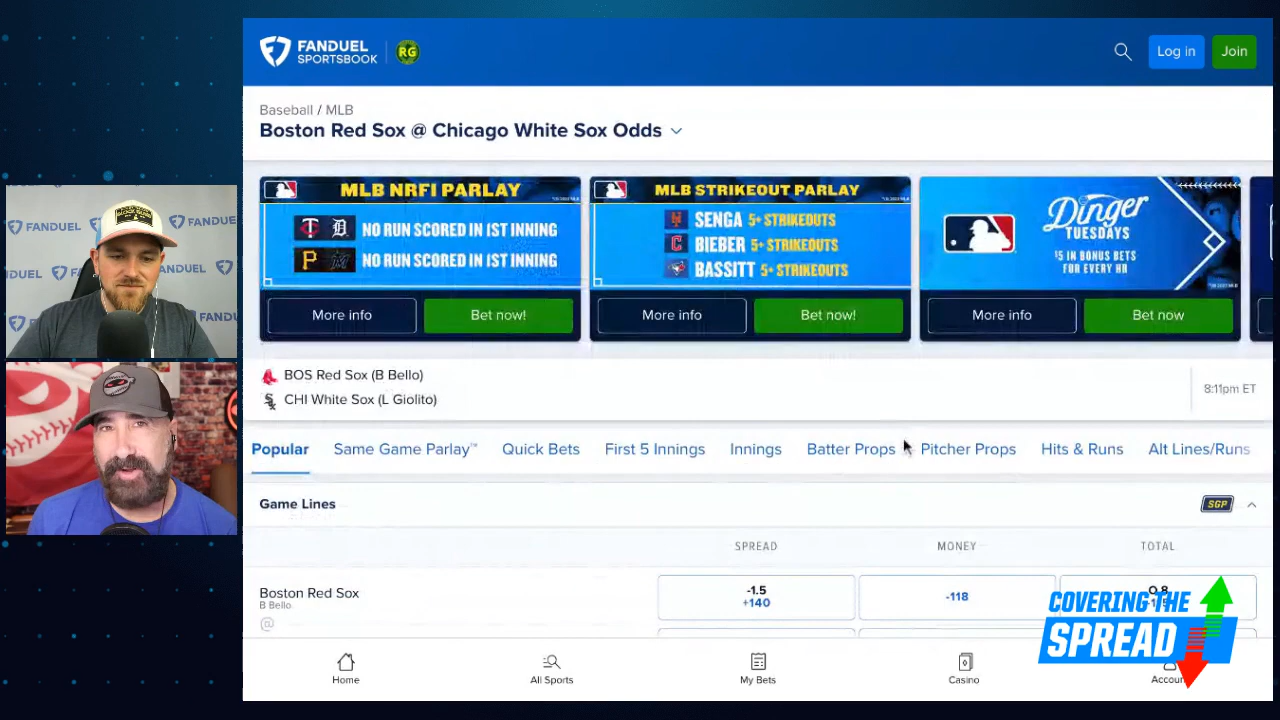 FANDUEL
SPORTSBOOK
RG
Log in
Join
Baseball / MLB
Boston Red Sox @ Chicago White Sox Odds
MLB NRFI PARLAY
NO RUN SCORED IN 1ST INNING
NO RUN SCORED IN 1ST INNING
More info
Bet now!
MLB STRIKEOUT PARLAY
SENGA 5+ STRIKEOUTS
BIEBER 5+ STRIKEOUTS
BASSITT 5+ STRIKEOUTS
More info
Bet now!
Dinger
TUESDAYS
$5 IN BONUS BETS
FOR EVERY HR
More info
Bet now
BOS Red Sox (B Bello)
CHI White Sox (L Giolito)
8:11pm ET
Popular
Same Game Parlay™
Quick Bets
First 5 Innings
Innings
Batter Props
Pitcher Props
Hits & Runs
Alt Lines/Runs
Game Lines
SGP
SPREAD
MONEY
TOTAL
Boston Red Sox
B Bello
@
-1.5
+140
-118
COVERING THE
SPREAD
Home
All Sports
My Bets
Casino
FANDUEL
FANDUEL